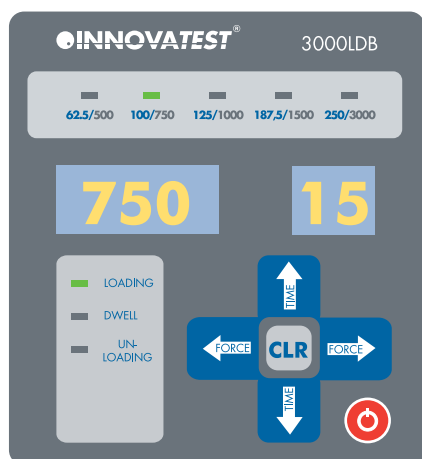 INNOVATEST® 3000LDB
62.5/500 100/750 125/1000 187,5/1500 250/3000
750 15
LOADING
DWELL
UN-
LOADING
TIME
FORCE CLR FORCE
TIME